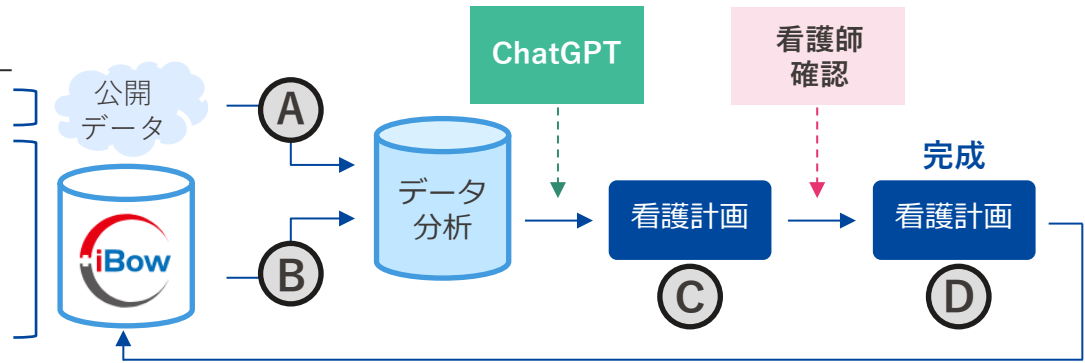 公開
データ
A
iBow
B
データ
分析
ChatGPT
看護計画
C
看護師
確認
完成
看護計画
D